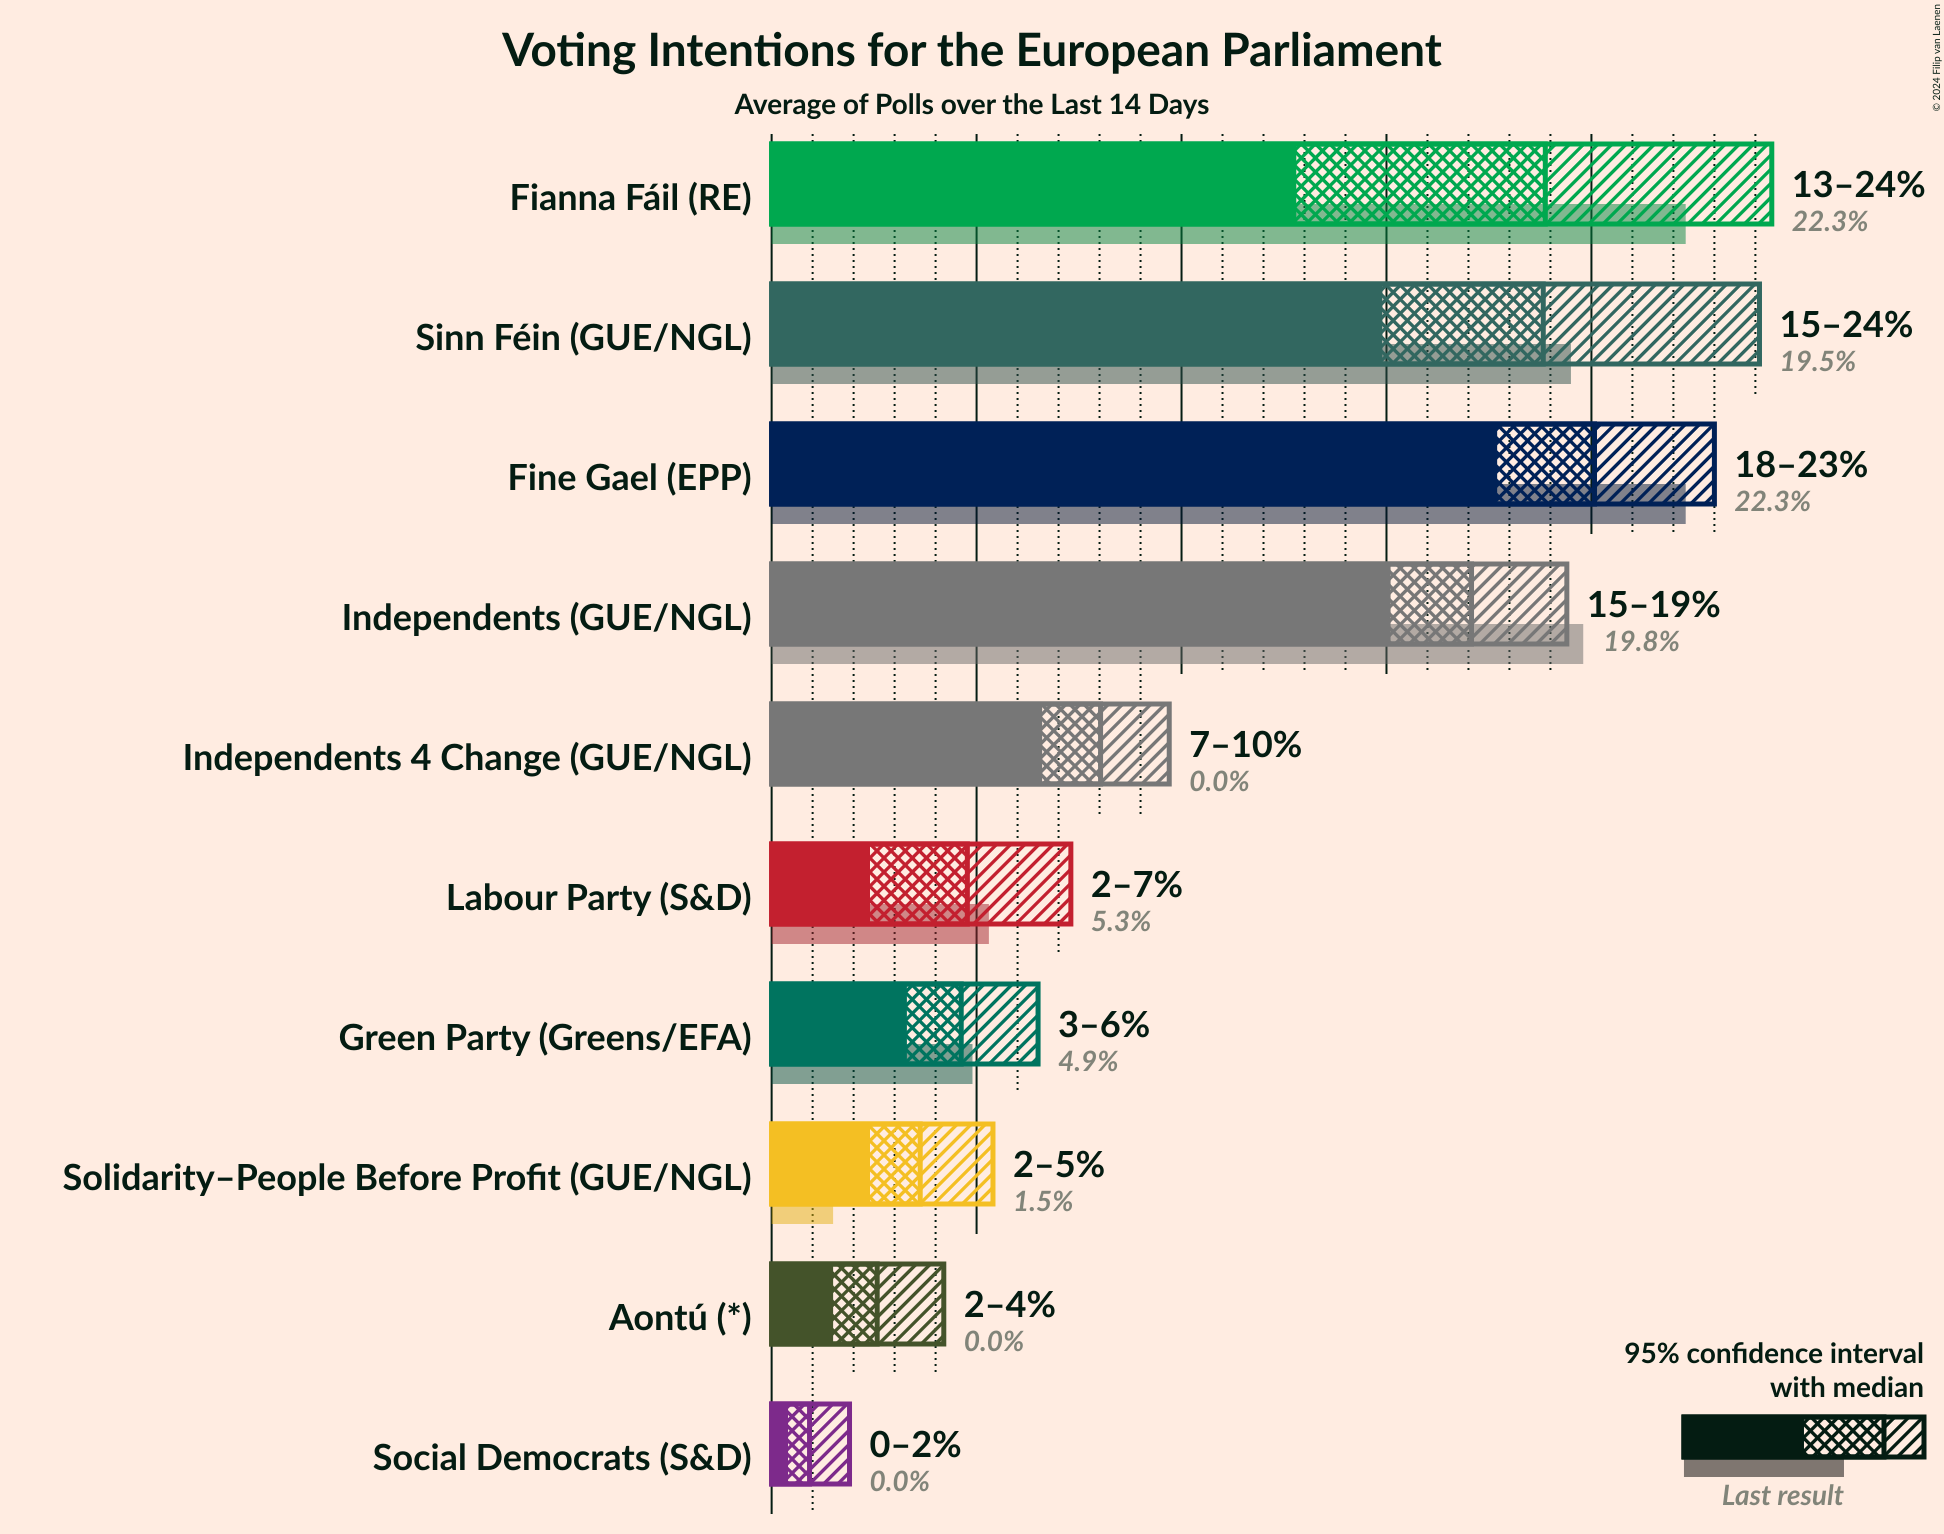 Voting Intentions for the European Parliament
Average of Polls over the Last 14 Days
© 2024 Filip van Laenen
Fianna Fáil (RE)
13–24%
22.3%
Sinn Féin (GUE/NGL)
15–24%
19.5%
Fine Gael (EPP)
18–23%
22.3%
Independents (GUE/NGL)
15–19%
19.8%
Independents 4 Change (GUE/NGL)
7–10%
0.0%
Labour Party (S&D)
2–7%
5.3%
Green Party (Greens/EFA)
3–6%
4.9%
Solidarity–People Before Profit (GUE/NGL)
2–5%
1.5%
Aontú (*)
2–4%
0.0%
Social Democrats (S&D)
0–2%
0.0%
95% confidence interval
with median
Last result